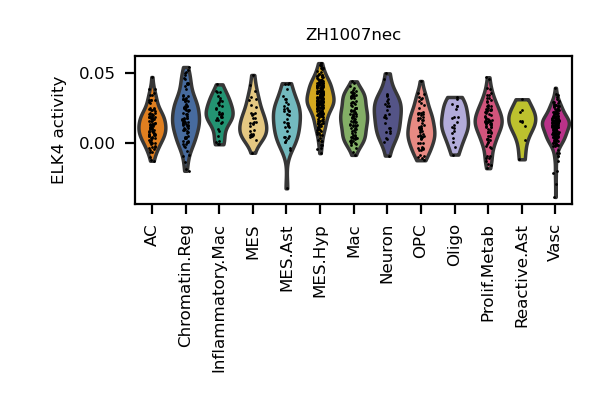 ZH1007nec
ELK4 activity
0.05
0.00
AC
Chromatin.Reg
Inflammatory.Mac
MES
MES.Ast
MES.Hyp
Mac
Neuron
OPC
Oligo
Prolif.Metab
Reactive.Ast
Vasc